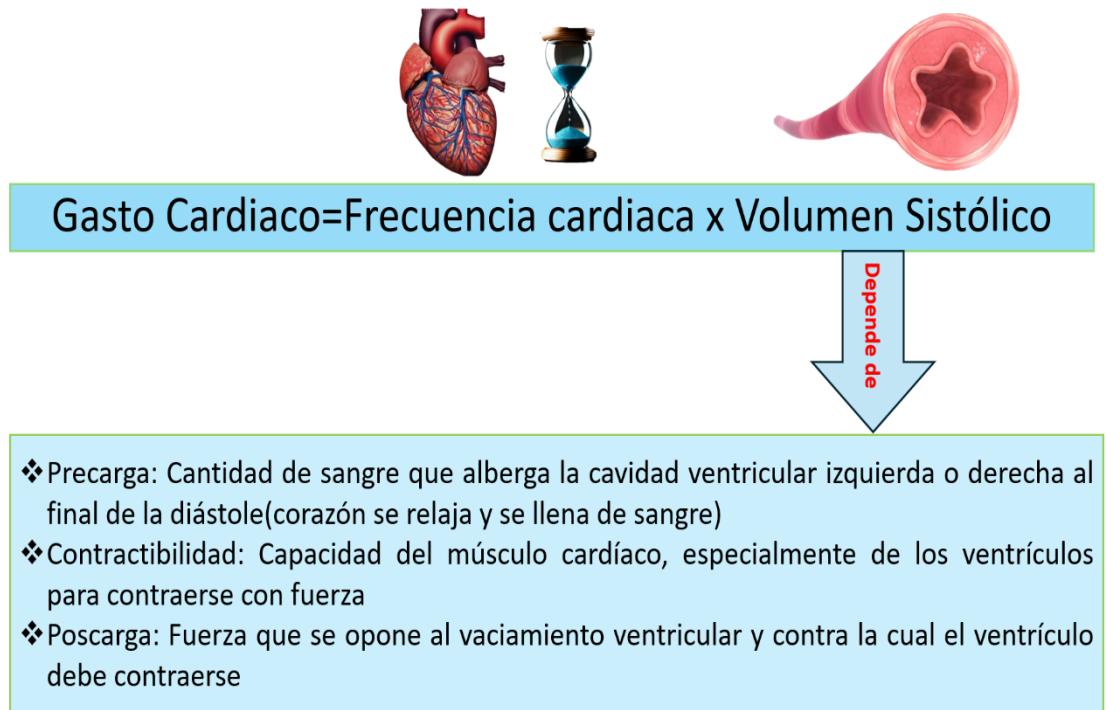 Gasto Cardiaco=Frecuencia cardiaca x Volumen Sistólico
Depende de
❖Precarga: Cantidad de sangre que alberga la cavidad ventricular izquierda o derecha al
final de la diástole(corazón se relaja y se llena de sangre)
❖Contractibilidad: Capacidad del músculo cardíaco, especialmente de los ventrículos
para contraerse con fuerza
❖Poscarga: Fuerza que se opone al vaciamiento ventricular y contra la cual el ventrículo
debe contraerse